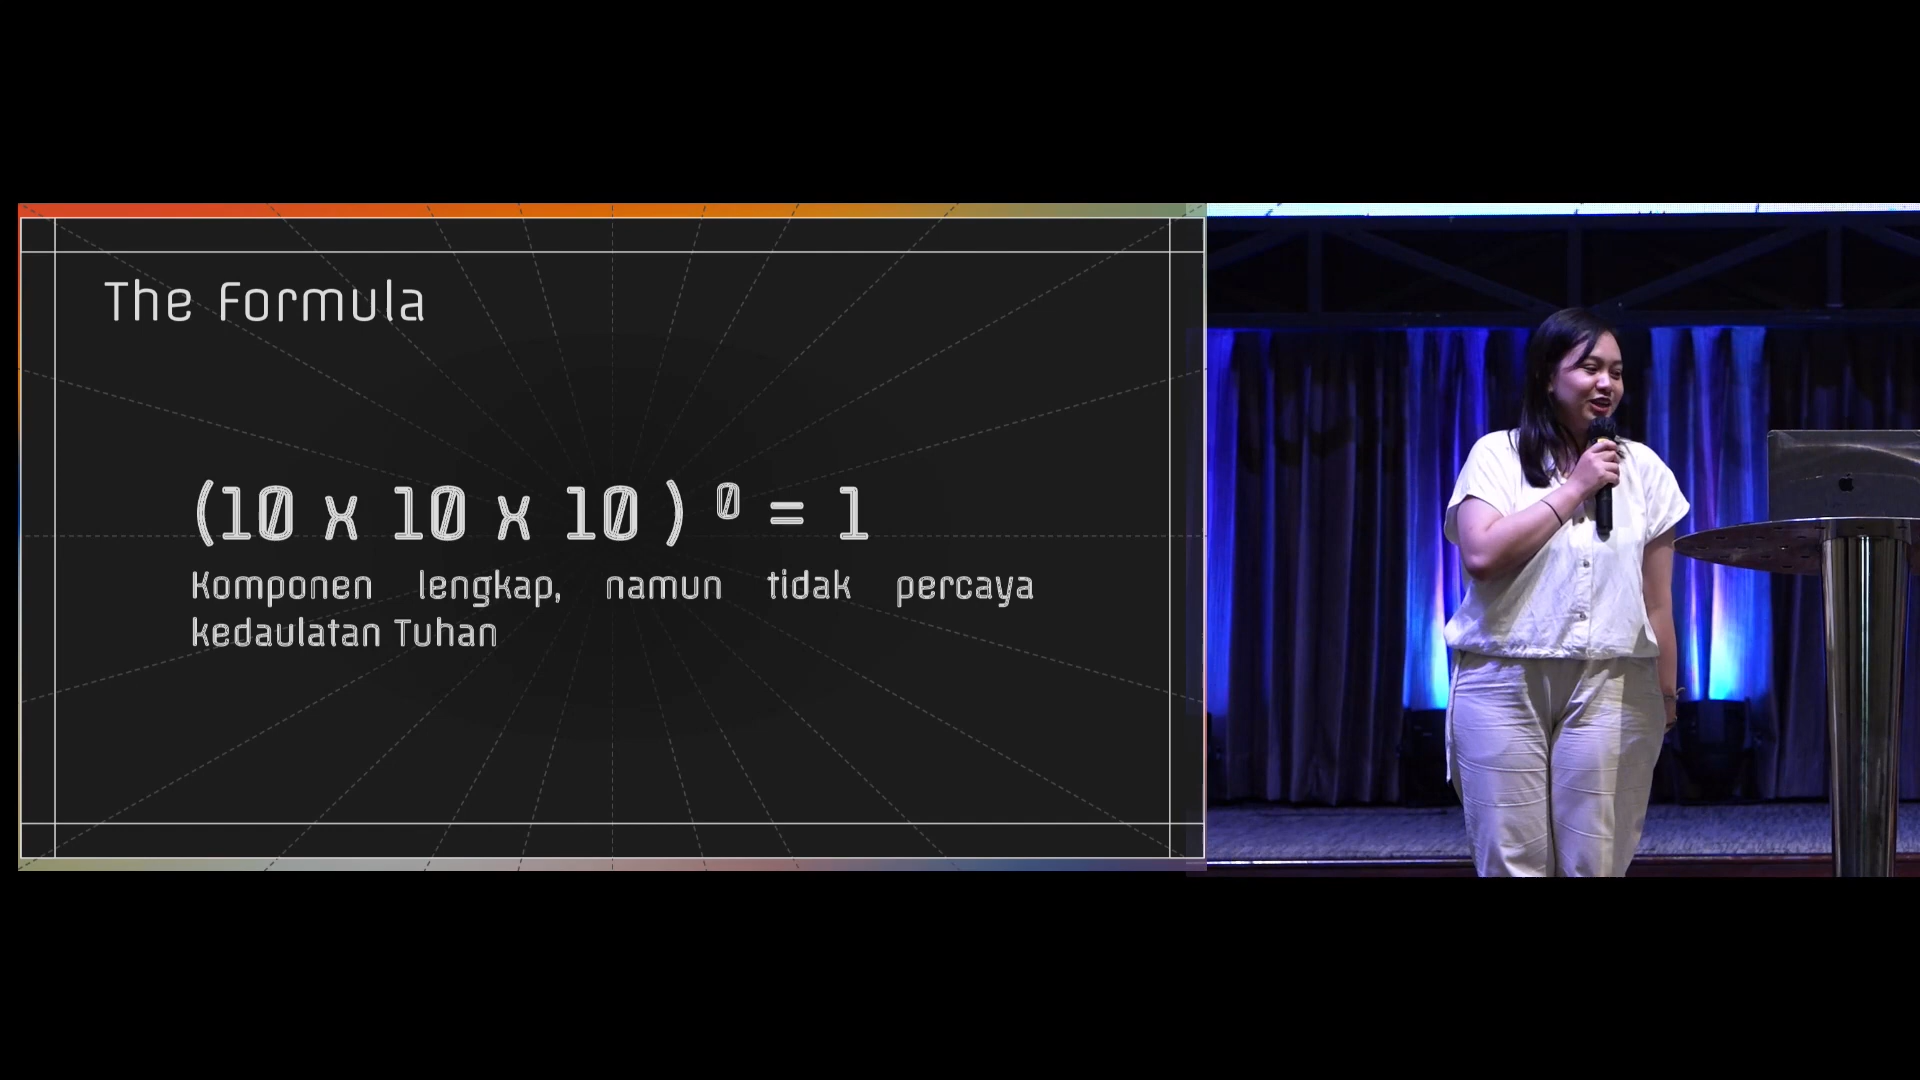 The Formula
(10 x 10 x 10 ) ⁰ = 1
Komponen lengkap, namun tidak percaya
kedaulatan Tuhan